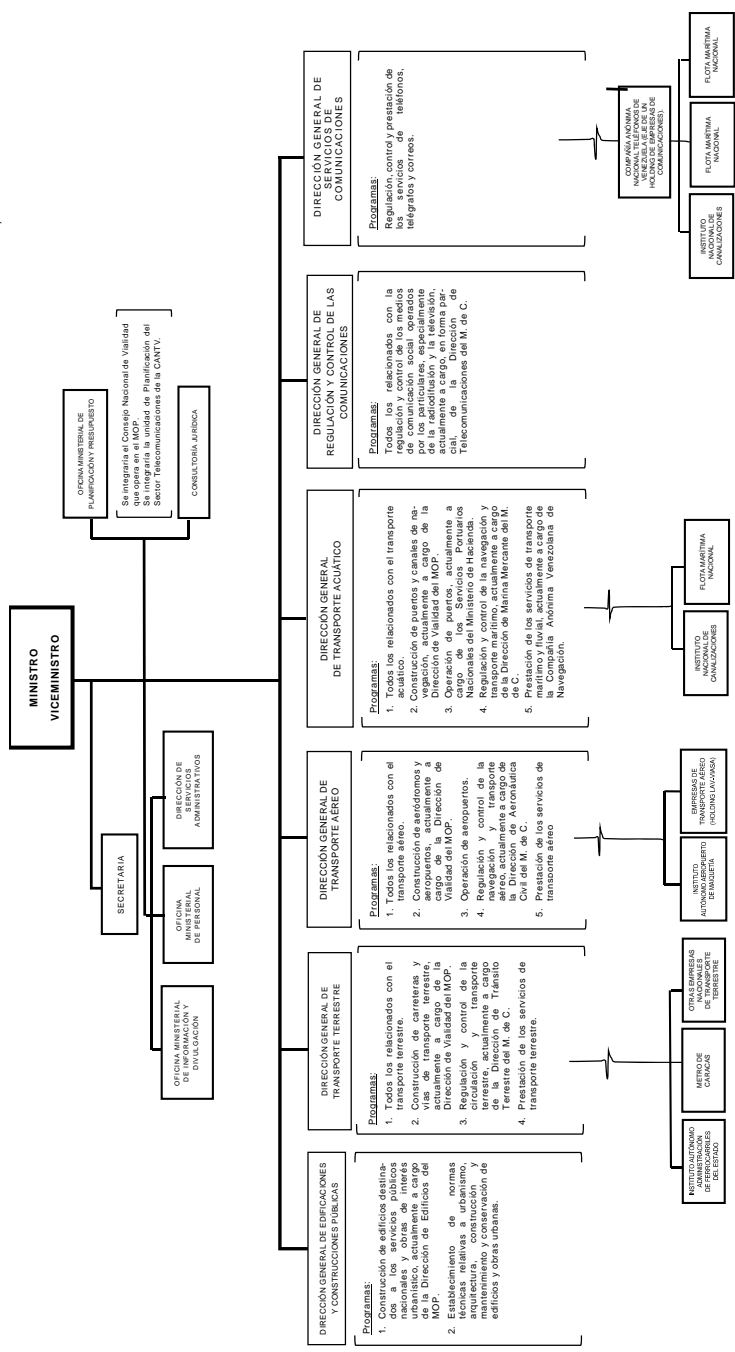 MINISTRO
VICEMINISTRO
OFICINA MINISTERIAL DE
PLANIFICACIÓN Y PRESUPUESTO
Se integraría el Consejo Nacional de Vialidad
que opera en el MOP.
Se integraría la unidad de Planificación del
Sector Telecomunicaciones de la CANTV.
CONSULTORÍA JURÍDICA
SECRETARIA
OFICINA MINISTERIAL
DE INFORMACIÓN Y
DIVULGACIÓN
OFICINA
MINISTERIAL
DE PERSONAL
DIRECCIÓN DE
SERVICIOS
ADMINISTRATIVOS
DIRECCIÓN GENERAL DE EDIFICACIONES
Y CONSTRUCCIONES PÚBLICAS
Programas:
1. Construcción de edificios destina-
dos a los servicios públicos
nacionales y obras de interés
urbanístico, actualmente a cargo
de la Dirección de Edificios del
MOP.
2. Establecimiento de normas
técnicas relativas a urbanismo,
arquitectura, construcción y
mantenimiento y conservación de
edificios y obras urbanas.
DIRECCIÓN GENERAL DE
TRANSPORTE TERRESTRE
Programas:
1. Todos los relacionados con el
transporte terrestre.
2. Construcción de carreteras y
vías de transporte terrestre,
actualmente a cargo de la
Dirección de Vialidad del MOP.
3. Regulación y control de la
circulación y transporte
terrestre, actualmente a cargo
de la Dirección de Tránsito
Terrestre del M. de C.
4. Prestación de los servicios de
transporte terrestre.
INSTITUTO AUTÓNOMO
ADMINISTRACIÓN
DE FERROCARRILES
DEL ESTADO
METRO DE
CARACAS
OTRAS EMPRESAS
NACIONALES
DE TRANSPORTE
TERRESTRE
DIRECCIÓN GENERAL DE
TRANSPORTE AÉREO
Programas:
1. Todos los relacionados con el
transporte aéreo.
2. Construcción de aeródromos y
aeropuertos, actualmente a
cargo de la Dirección de
Vialidad del MOP.
3. Operación de aeropuertos.
4. Regulación y control de la
navegación y transporte
aéreo, actualmente a cargo de
la Dirección de Aeronáutica
Civil del M. de C.
5. Prestación de los servicios de
transporte aéreo
INSTITUTO
AUTÓNOMO AEROPUERTO
DE MAIQUETÍA
EMPRESAS DE
TRANSPORTE AÉREO
(HOLDING LAV-AVIASA)
DIRECCIÓN GENERAL
DE TRANSPORTE ACUÁTICO
Programas:
1. Todos los relacionados con el transporte
acuático.
2. Construcción de puertos y canales de na-
vegación, actualmente a cargo de la
Dirección de Vialidad del MOP.
3. Operación de puertos, actualmente a
cargo de los Servicios Portuarios
Nacionales del Ministerio de Hacienda.
4. Regulación y control de la navegación y
transporte marítimo, actualmente a cargo
de la Dirección de Marina Mercante del M.
de C.
5. Prestación de los servicios de transporte
marítimo y fluvial, actualmente a cargo de
la Compañía Anónima Venezolana de
Navegación.
INSTITUTO
NACIONAL DE
CANALIZACIONES
FLOTA MARÍTIMA
NACIONAL
DIRECCIÓN GENERAL DE
REGULACIÓN Y CONTROL DE LAS
COMUNICACIONES
Programas:
Todos los relacionados con la
regulación y control de los medios
de comunicación social operados
por los particulares, especialmente
de la radiodifusión y la televisión,
actualmente a cargo, en forma par-
cial, de la Dirección de
Telecomunicaciones del M. de C.
DIRECCIÓN GENERAL DE
SERVICIOS DE
COMUNICACIONES
Programas:
Regulación, control y prestación de
los servicios de teléfonos,
telégrafos y correos.
COMPAÑÍA ANÓNIMA
NACIONAL TELÉFONOS DE
VENEZUELA (EJE DE UN
HOLDING DE EMPRESAS DE
COMUNICACIONES).
INSTITUTO
NACIONAL DE
CANALIZACIONES
FLOTA MARÍTIMA
NACIONAL
FLOTA MARÍTIMA
NACIONAL